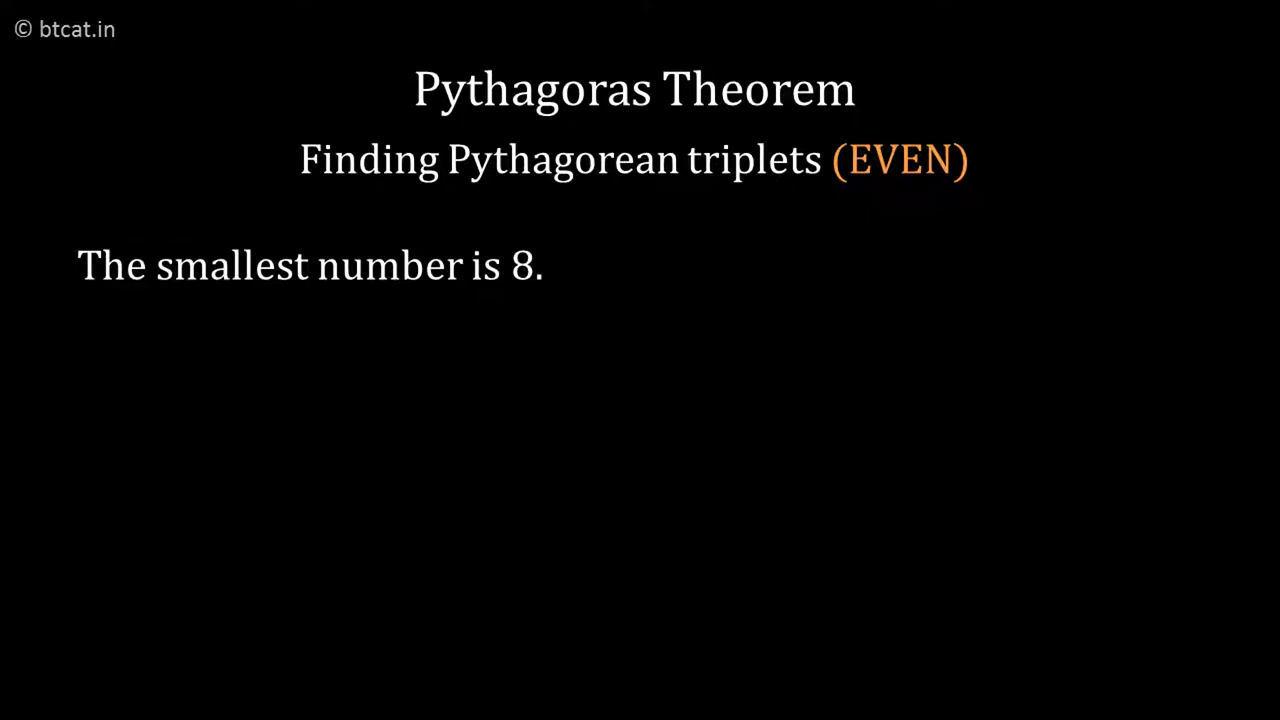 © btcat.in
Pythagoras Theorem
Finding Pythagorean triplets (EVEN)
The smallest number is 8.